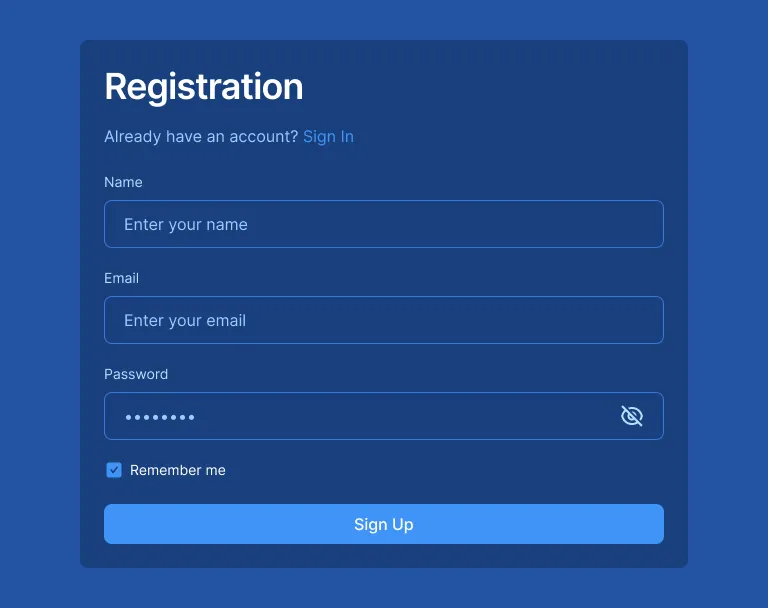 Registration
Already have an account? Sign In
Name
Enter your name
Email
Enter your email
Password
••••••••
Remember me
Sign Up